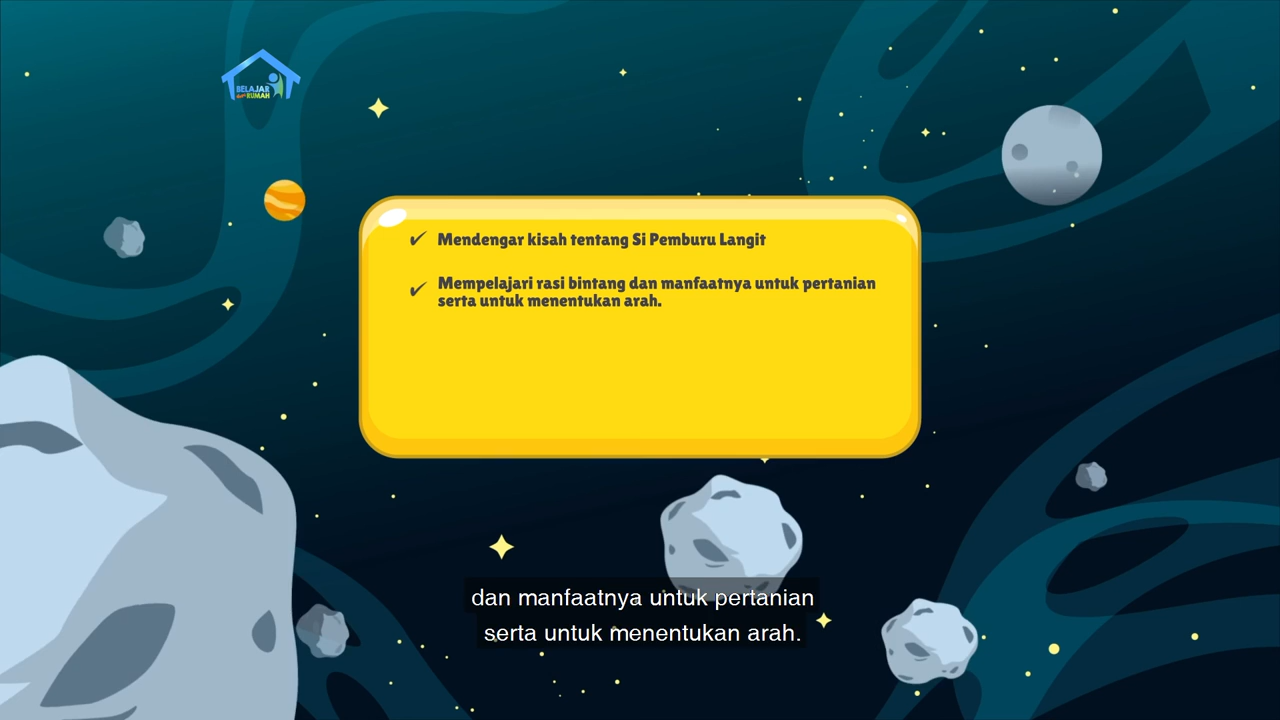 BELAJAR
dari RUMAH
✔ Mendengar kisah tentang Si Pemburu Langit
✔ Mempelajari rasi bintang dan manfaatnya untuk pertanian
serta untuk menentukan arah.
dan manfaatnya untuk pertanian
serta untuk menentukan arah.